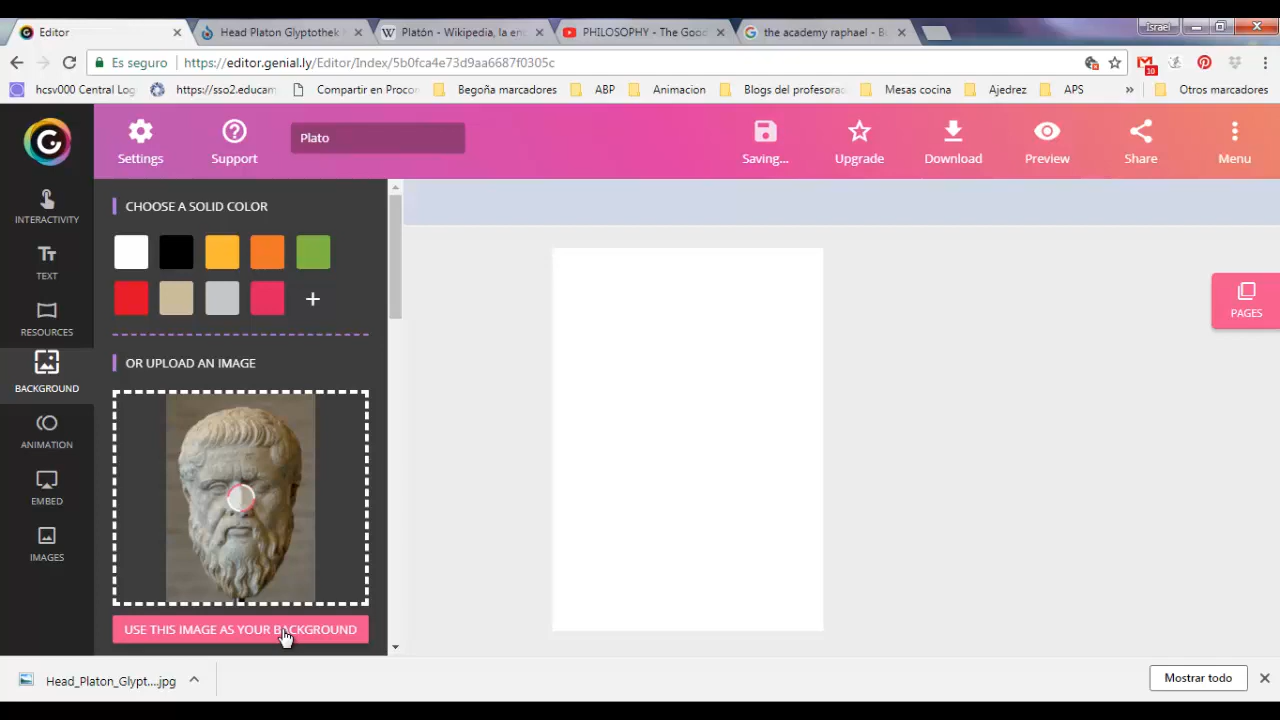 Editor
Head Platon Glyptothek
Platón - Wikipedia, la en
PHILOSOPHY - The Good
the academy raphael - B
israel
Es seguro
https://editor.genial.ly/Editor/Index/5b0fca4e73d9aa6687f0305c
10
hcsv000 Central Log
https://sso2.educam
Compartir en Procon
Begoña marcadores
ABP
Animacion
Blogs del profesora
Mesas cocina
Ajedrez
APS
»
Otros marcadores
G
Settings
Support
Plato
Saving...
Upgrade
Download
Preview
Share
Menu
INTERACTIVITY
TEXT
RESOURCES
BACKGROUND
ANIMATION
EMBED
IMAGES
CHOOSE A SOLID COLOR
+
OR UPLOAD AN IMAGE
USE THIS IMAGE AS YOUR BACKGROUND
PAGES
Head_Platon_Glypt....jpg
Mostrar todo